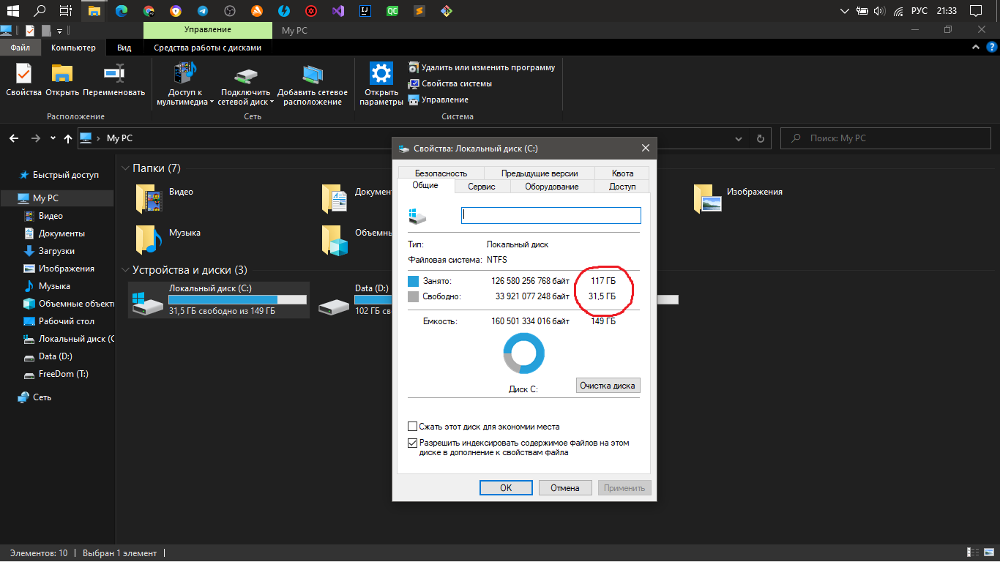 РУС 21:33
Управление My PC
Файл Компьютер Вид Средства работы с дисками
Свойства Открыть Переименовать
Расположение
Доступ к мультимедиа
Подключить сетевой диск
Добавить сетевое расположение
Сеть
Открыть параметры
Удалить или изменить программу
Свойства системы
Управление
Система
My PC
Поиск: My PC
Быстрый доступ
My PC
Видео
Документы
Загрузки
Изображения
Музыка
Объемные объекты
Рабочий стол
Локальный диск (C
Data (D:)
FreeDom (T:)
Сеть
Папки (7)
Видео
Докумен
Изображения
Музыка
Объемны
Устройства и диски (3)
Локальный диск (C:)
31,5 ГБ свободно из 149 ГБ
Data (D:)
102 ГБ св
Свойства: Локальный диск (C:)
Безопасность Предыдущие версии Квота
Общие Сервис Оборудование Доступ
Тип: Локальный диск
Файловая система: NTFS
Занято: 126 580 256 768 байт 117 ГБ
Свободно: 33 921 077 248 байт 31,5 ГБ
Емкость: 160 501 334 016 байт 149 ГБ
Диск C:
Очистка диска
Сжать этот диск для экономии места
Разрешить индексировать содержимое файлов на этом
диске в дополнение к свойствам файла
ОК Отмена Применить
Элементов: 10 Выбран 1 элемент